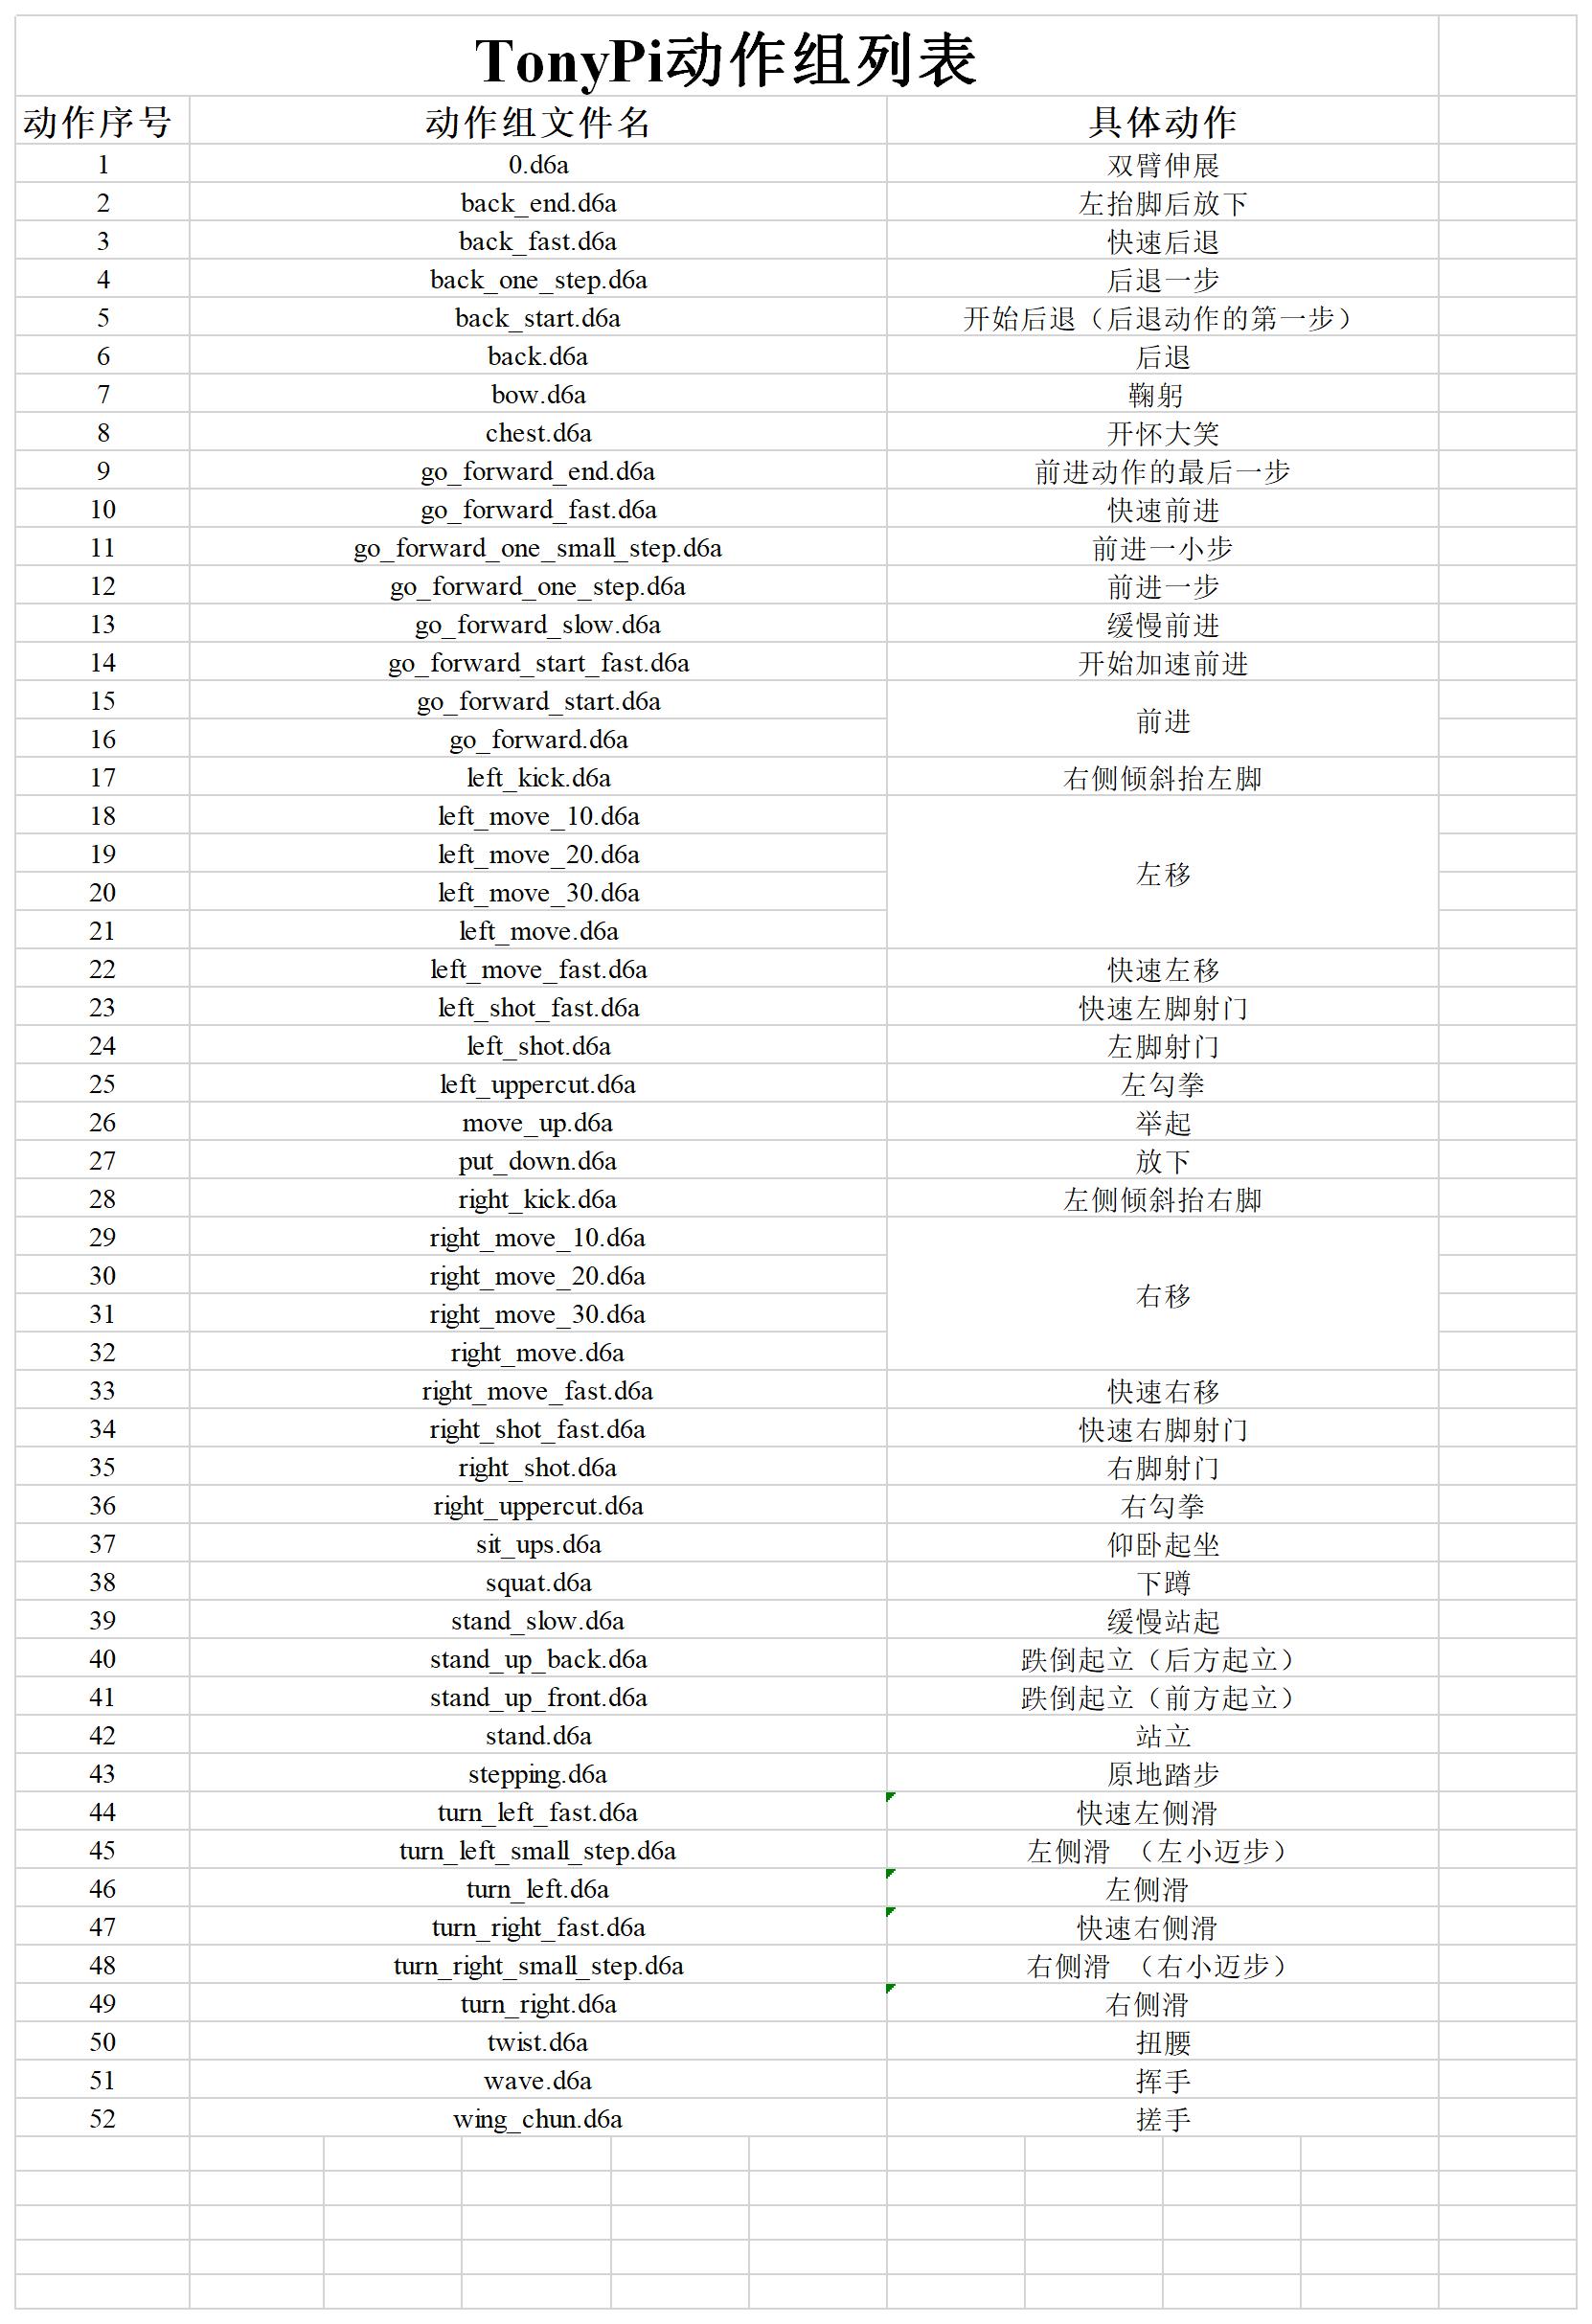 TonyPi动作组列表
动作序号 动作组文件名 具体动作
1 0.d6a 双臂伸展
2 back_end.d6a 左抬脚后放下
3 back_fast.d6a 快速后退
4 back_one_step.d6a 后退一步
5 back_start.d6a 开始后退（后退动作的第一步）
6 back.d6a 后退
7 bow.d6a 鞠躬
8 chest.d6a 开怀大笑
9 go_forward_end.d6a 前进动作的最后一步
10 go_forward_fast.d6a 快速前进
11 go_forward_one_small_step.d6a 前进一小步
12 go_forward_one_step.d6a 前进一步
13 go_forward_slow.d6a 缓慢前进
14 go_forward_start_fast.d6a 开始加速前进
15 go_forward_start.d6a 前进
16 go_forward.d6a
17 left_kick.d6a 右侧倾斜抬左脚
18 left_move_10.d6a 左移
19 left_move_20.d6a
20 left_move_30.d6a
21 left_move.d6a
22 left_move_fast.d6a 快速左移
23 left_shot_fast.d6a 快速左脚射门
24 left_shot.d6a 左脚射门
25 left_uppercut.d6a 左勾拳
26 move_up.d6a 举起
27 put_down.d6a 放下
28 right_kick.d6a 左侧倾斜抬右脚
29 right_move_10.d6a 右移
30 right_move_20.d6a
31 right_move_30.d6a
32 right_move.d6a
33 right_move_fast.d6a 快速右移
34 right_shot_fast.d6a 快速右脚射门
35 right_shot.d6a 右脚射门
36 right_uppercut.d6a 右勾拳
37 sit_ups.d6a 仰卧起坐
38 squat.d6a 下蹲
39 stand_slow.d6a 缓慢站起
40 stand_up_back.d6a 跌倒起立（后方起立）
41 stand_up_front.d6a 跌倒起立（前方起立）
42 stand.d6a 站立
43 stepping.d6a 原地踏步
44 turn_left_fast.d6a 快速左侧滑
45 turn_left_small_step.d6a 左侧滑 （左小迈步）
46 turn_left.d6a 左侧滑
47 turn_right_fast.d6a 快速右侧滑
48 turn_right_small_step.d6a 右侧滑 （右小迈步）
49 turn_right.d6a 右侧滑
50 twist.d6a 扭腰
51 wave.d6a 挥手
52 wing_chun.d6a 搓手